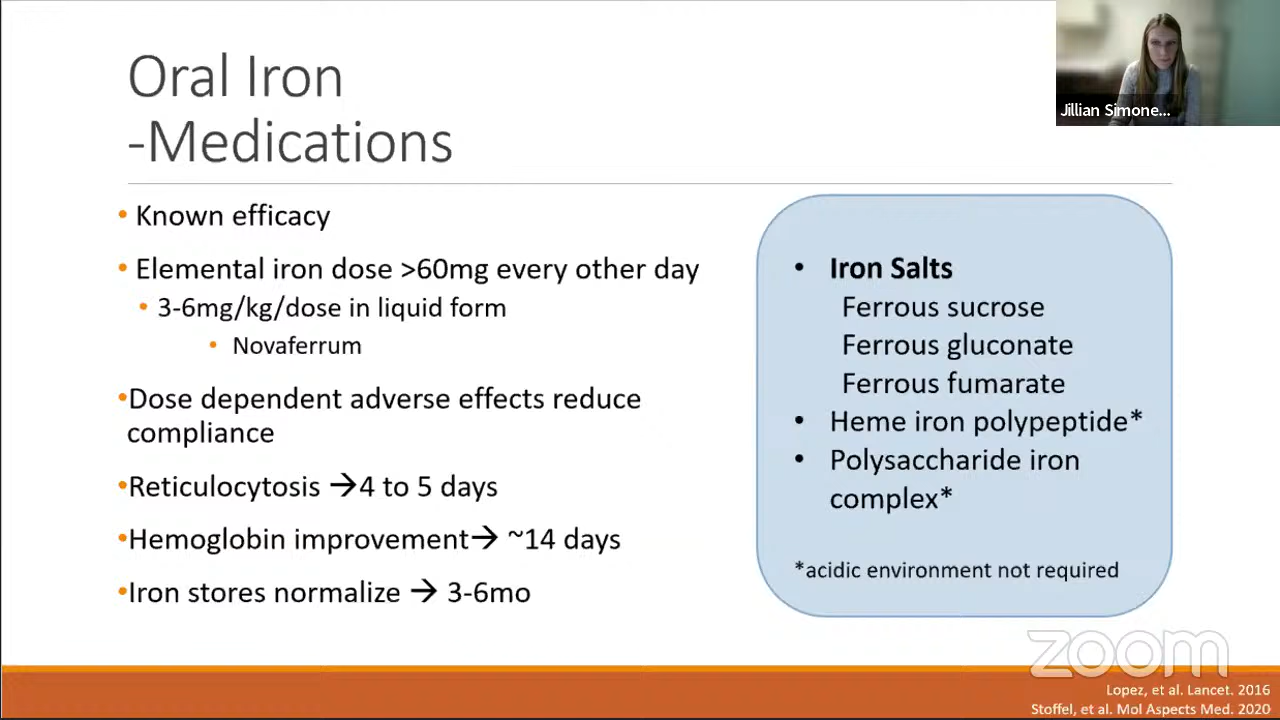 Oral Iron
-Medications
Jillian Simone...
• Known efficacy
• Elemental iron dose >60mg every other day
• 3-6mg/kg/dose in liquid form
• Novaferrum
•Dose dependent adverse effects reduce
compliance
•Reticulocytosis →4 to 5 days
•Hemoglobin improvement→ ~14 days
•Iron stores normalize → 3-6mo
• Iron Salts
Ferrous sucrose
Ferrous gluconate
Ferrous fumarate
• Heme iron polypeptide*
• Polysaccharide iron
complex*
*acidic environment not required
zoom
Lopez, et al. Lancet. 2016
Stoffel, et al. Mol Aspects Med. 2020